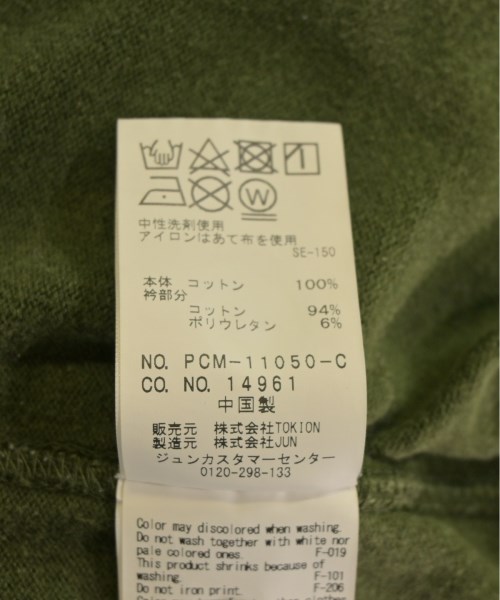 W
中性洗剤使用
アイロンはあて布を使用
SE-150
本体 コットン 100%
衿部分
コットン 94%
ポリウレタン 6%
NO. PCM-11050-C
CO. NO. 14961
中国製
販売元 株式会社TOKION
製造元 株式会社JUN
ジュンカスタマーセンター
0120-298-133
Color may discolored when washing.
Do not wash together with white nor
pale colored ones. F-019
This product shrinks because of
washing. F-101
Do not iron print. F-206